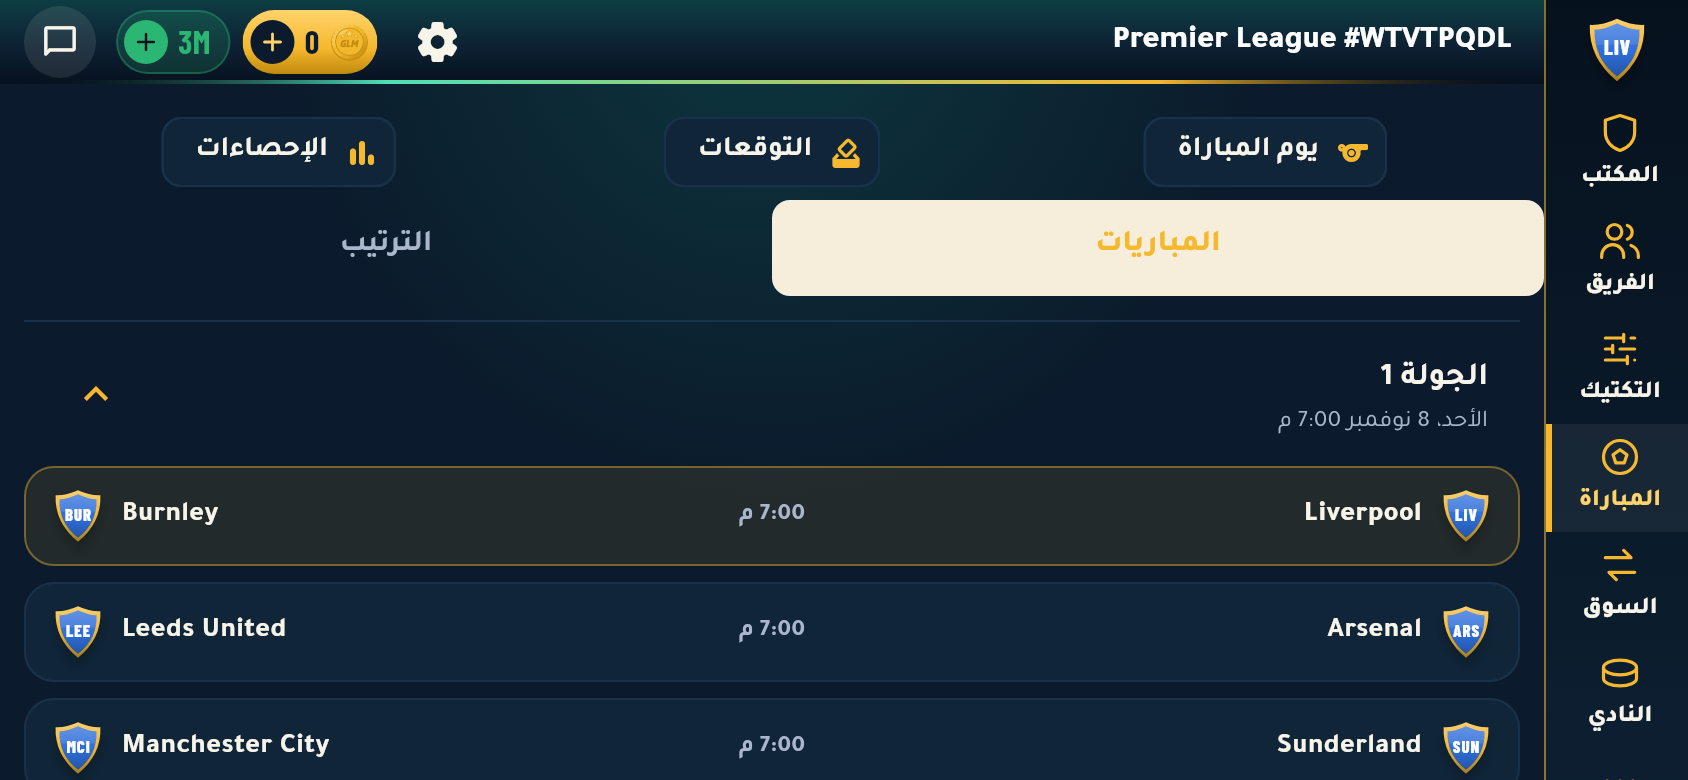 Premier League #WTVTPQDL
GLM
0
3M
LIV
المكتب
الفريق
التكتيك
المباراة
السوق
النادي
يوم المباراة
التوقعات
الإحصاءات
المباريات
الترتيب
الجولة 1
الأحد، 8 نوفمبر 7:00 م
LIV Liverpool 7:00 م Burnley BUR
ARS Arsenal 7:00 م Leeds United LEE
SUN Sunderland 7:00 م Manchester City MCI